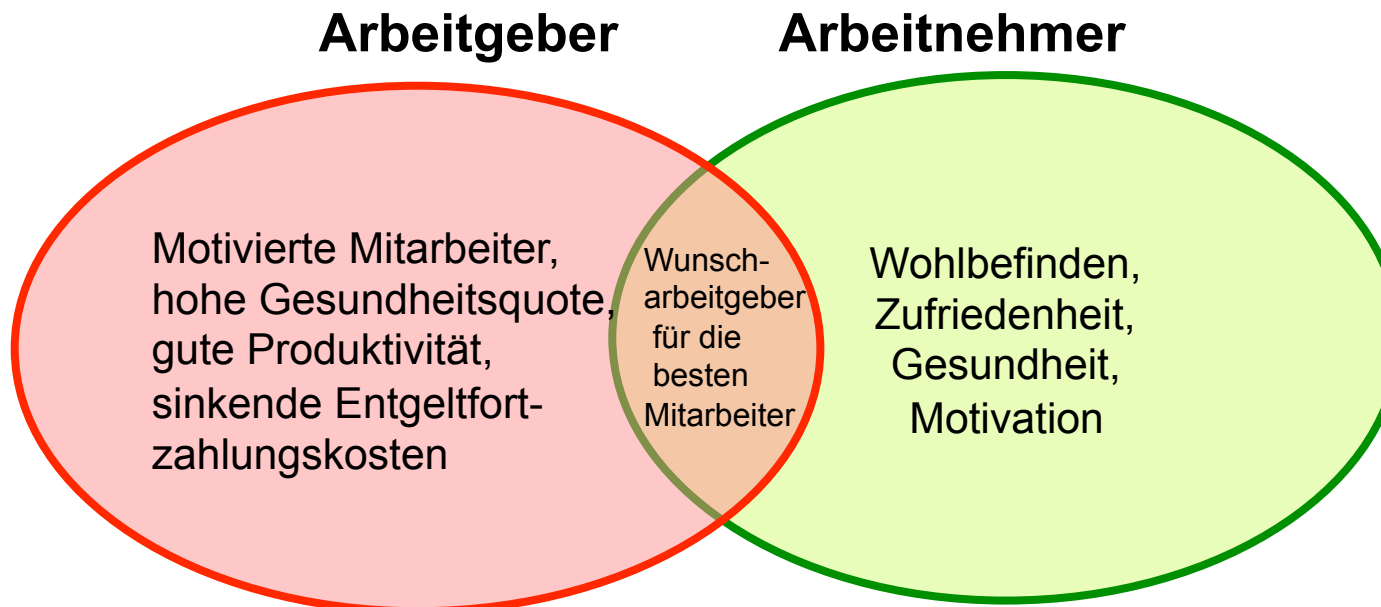 Arbeitgeber
Arbeitnehmer
Motivierte Mitarbeiter,
hohe Gesundheitsquote,
gute Produktivität,
sinkende Entgeltfort-
zahlungskosten
Wunsch-
arbeitgeber
für die
besten
Mitarbeiter
Wohlbefinden,
Zufriedenheit,
Gesundheit,
Motivation